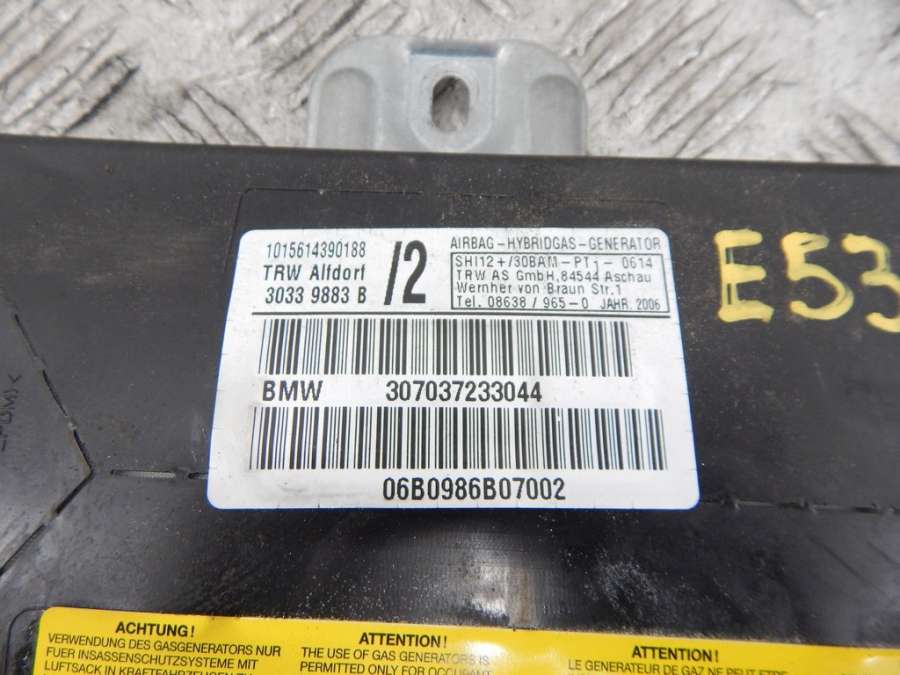 1015614390188
TRW Alfdorf
3033 9883 B
/2
AIRBAG-HYBRIDGAS-GENERATOR
SHI12+/30BAM-PT1-0614
TRW AS GmbH, 84544 Aschau
Wernher von Braun Str.1
Tel. 08638/965-0 JAHR. 2006
BMW 307037233044
06B0986B07002
E53
ACHTUNG!
VERWENDUNG DES GASGENERATORS NUR
FUER INSASSENSCHUTZSYSTEME MIT
LUFTSACK IN KRAFTFAHRZEUGEN
ATTENTION!
THE USE OF GAS GENERATORS IS
PERMITTED ONLY FOR OCCUPANT
ATTENTION!
LE GENERATEUR DE GAZ NE PEUT ETRE